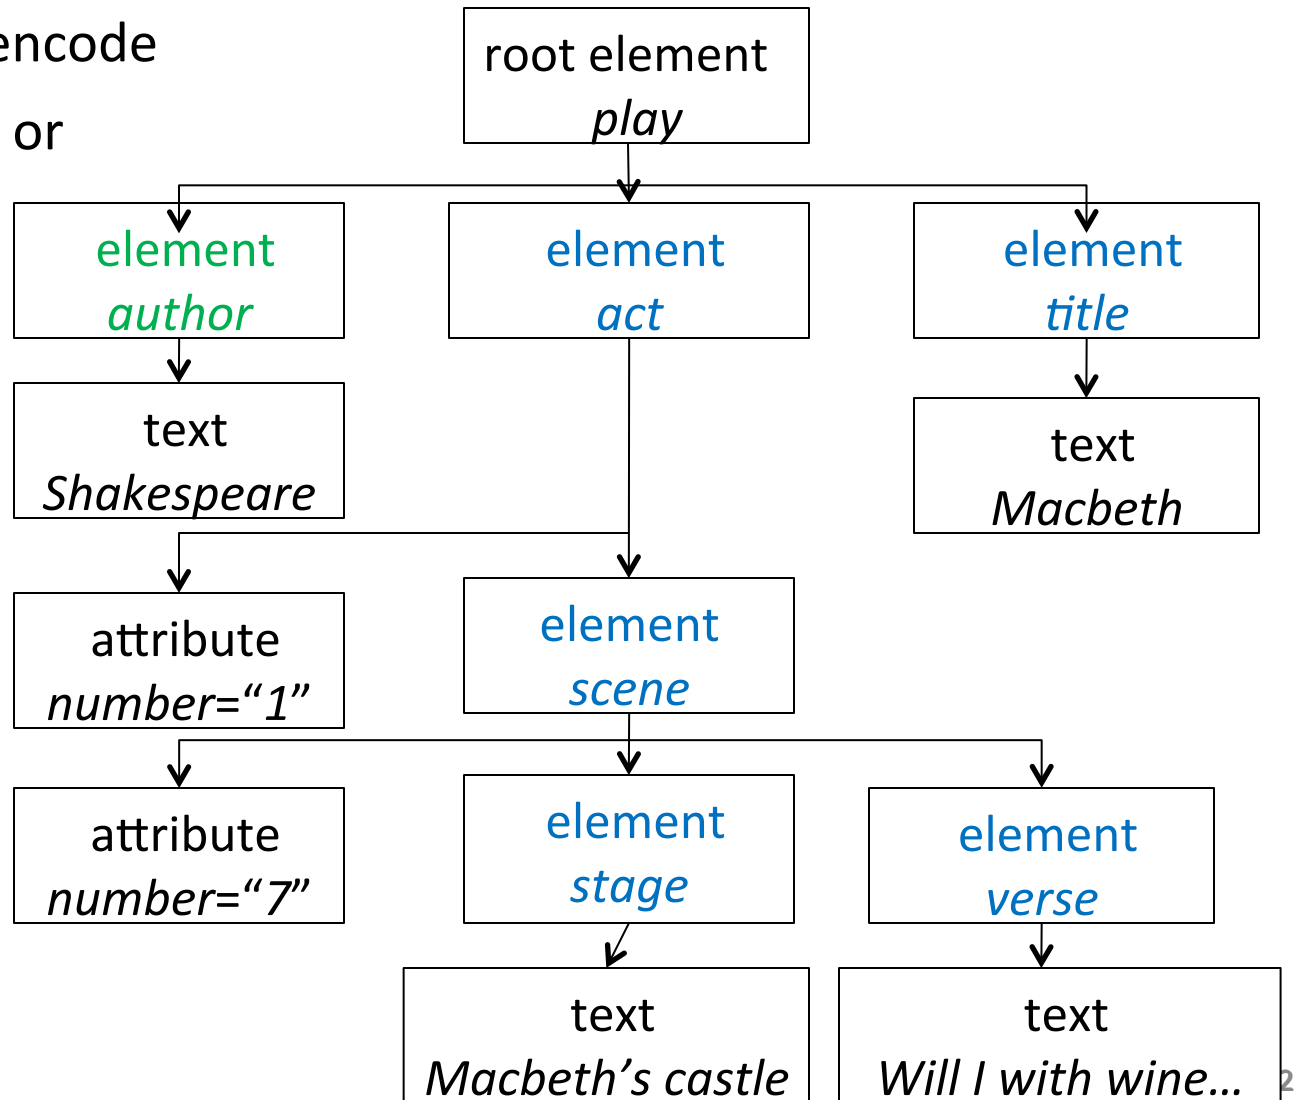 encode
or
root element
play
element
author
element
act
element
title
text
Shakespeare
text
Macbeth
attribute
number=“1”
element
scene
attribute
number=“7”
element
stage
element
verse
text
Macbeth’s castle
text
Will I with wine…
2